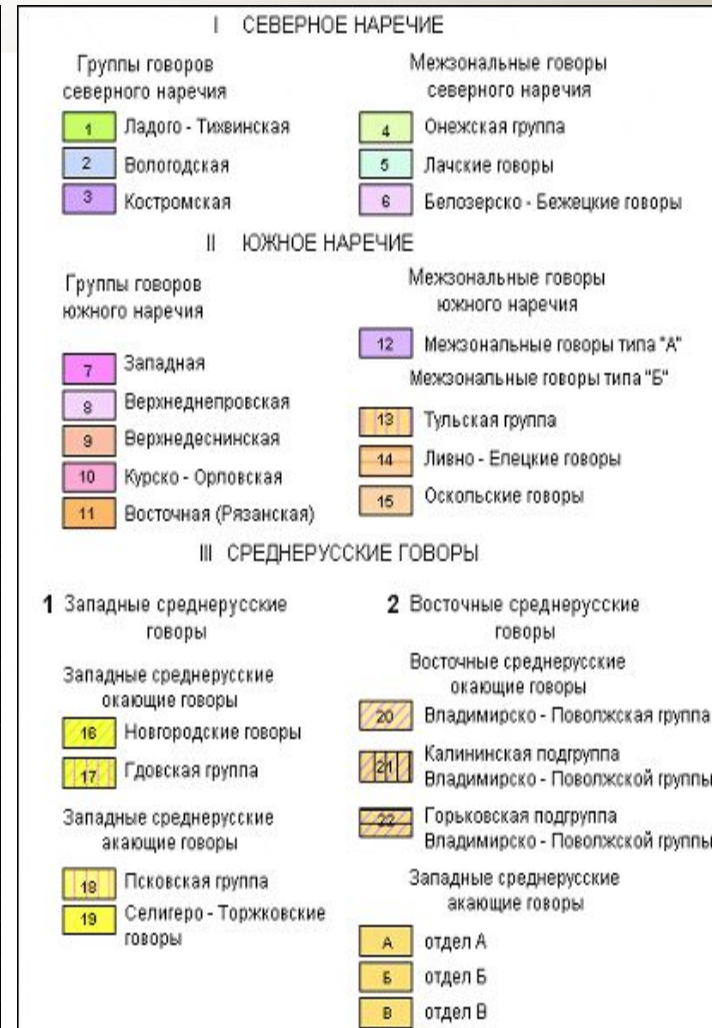 I СЕВЕРНОЕ НАРЕЧИЕ
Группы говоров
северного наречия
1 Ладого - Тихвинская
2 Вологодская
3 Костромская
Межзональные говоры
северного наречия
4 Онежская группа
5 Лачские говоры
6 Белозерско - Бежецкие говоры
II ЮЖНОЕ НАРЕЧИЕ
Группы говоров
южного наречия
7 Западная
8 Верхнеднепровская
9 Верхнедеснинская
10 Курско - Орловская
11 Восточная (Рязанская)
Межзональные говоры
южного наречия
12 Межзональные говоры типа "А"
Межзональные говоры типа "Б"
13 Тульская группа
14 Ливно - Елецкие говоры
15 Оскольские говоры
III СРЕДНЕРУССКИЕ ГОВОРЫ
1 Западные среднерусские
говоры
Западные среднерусские
окающие говоры
16 Новгородские говоры
17 Гдовская группа
Западные среднерусские
акающие говоры
18 Псковская группа
19 Селигеро - Торжковские
говоры
2 Восточные среднерусские
говоры
Восточные среднерусские
окающие говоры
20 Владимирско - Поволжская группа
21 Калининская подгруппа
Владимирско - Поволжской группы
22 Горьковская подгруппа
Владимирско - Поволжской группы
Западные среднерусские
акающие говоры
А отдел А
Б отдел Б
В отдел В